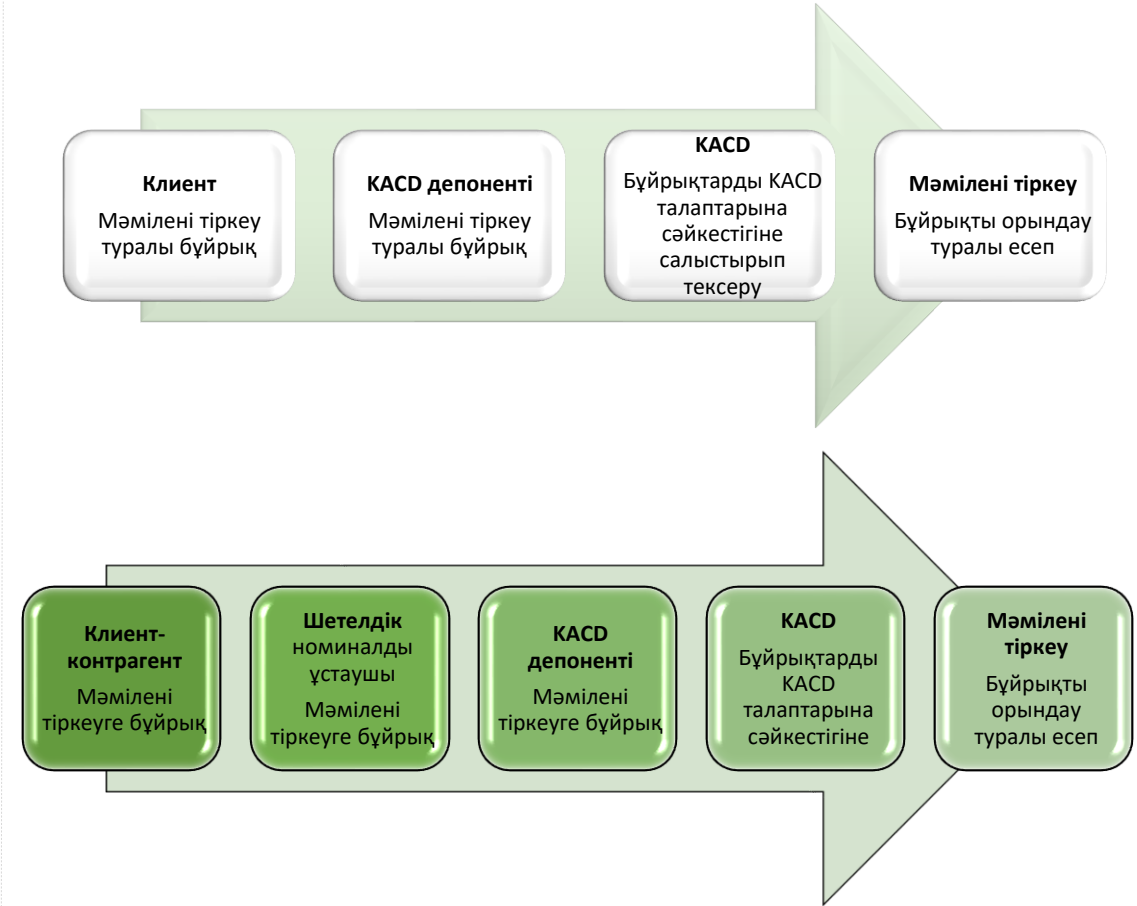 Клиент
Мәмілені тіркеу
туралы бұйрық
KACD депоненті
Мәмілені тіркеу
туралы бұйрық
KACD
Бұйрықтарды KACD
талаптарына
сәйкестігіне
салыстырып
тексеру
Мәмілені тіркеу
Бұйрықты орындау
туралы есеп
Клиент-
контрагент
Мәмілені
тіркеуге бұйрық
Шетелдік
номиналды
ұстаушы
Мәмілені
тіркеуге бұйрық
KACD
депоненті
Мәмілені
тіркеуге бұйрық
KACD
Бұйрықтарды
KACD
талаптарына
сәйкестігіне
Мәмілені
тіркеу
Бұйрықты
орындау
туралы есеп